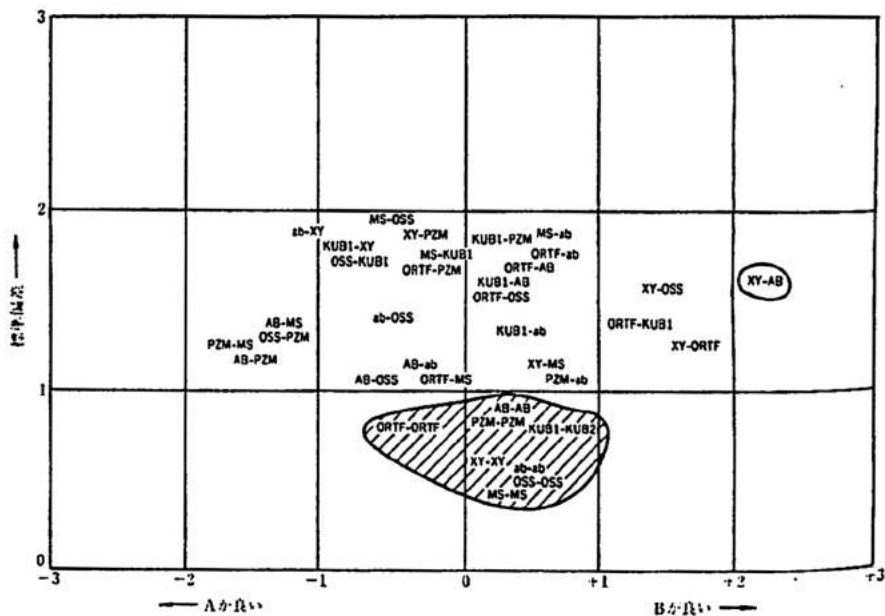 3
2
MS-OSS
ab-XY
XY-PZM
KUB1-PZM
MS-ab
KUB1-XY
MS-KUB1
ORTF-ab
OSS-KUB1
ORTF-PZM
ORTF-AB
KUB1-AB
XY-AB
ORTF-OSS
XY-OSS
標準偏差
AB-MS
ab-OSS
KUB1-ab
ORTF-KUB1
OSS-PZM
PZM-MS
XY-ORTF
AB-PZM
AB-ab
XY-MS
AB-OSS
ORTF-MS
PZM-ab
1
AB-AB
ORTF-ORTF
PZM-PZM
KUB1-KUB2
XY-XY
ab-ab
OSS-OSS
MS-MS
0
-3 -2 -1 0 +1 +2 +3
← Aが良い Bが良い →